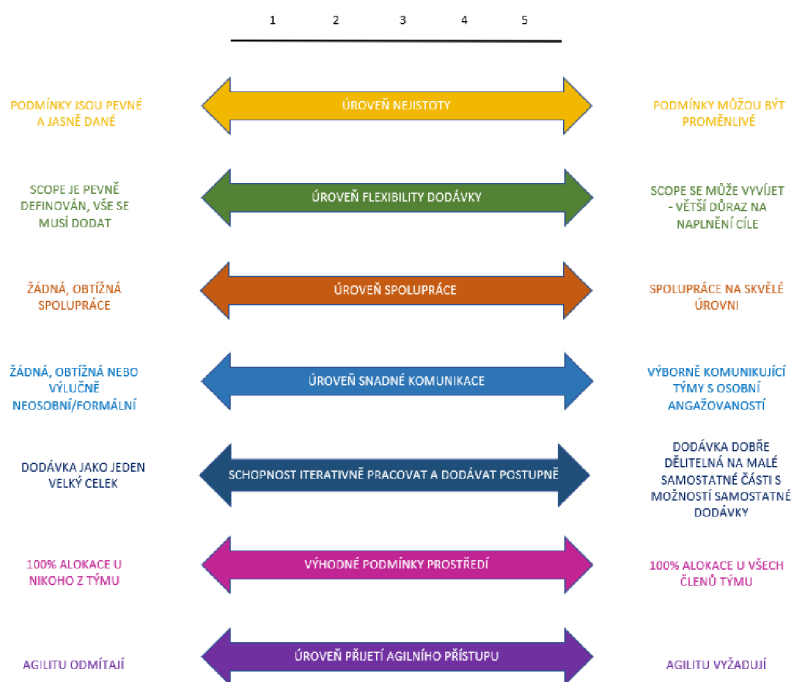 1 2 3 4 5
PODMÍNKY JSOU PEVNĚ
A JASNĚ DANÉ
ÚROVEŇ NEJISTOTY
PODMÍNKY MŮŽOU BÝT
PROMĚNLIVÉ
SCOPE JE PEVNĚ
DEFINOVÁN, VŠE SE
MUSÍ DODAT
ÚROVEŇ FLEXIBILITY DODÁVKY
SCOPE SE MŮŽE VYVÍJET
- VĚTŠÍ DŮRAZ NA
NAPLNĚNÍ CÍLE
ŽÁDNÁ, OBTÍŽNÁ
SPOLUPRÁCE
ÚROVEŇ SPOLUPRÁCE
SPOLUPRÁCE NA SKVĚLÉ
ÚROVNI
ŽÁDNÁ, OBTÍŽNÁ NEBO
VÝLUČNĚ
NEOSOBNÍ/FORMÁLNÍ
ÚROVEŇ SNADNÉ KOMUNIKACE
VÝBORNĚ KOMUNIKUJÍCÍ
TÝMY S OSOBNÍ
ANGAŽOVANOSTÍ
DODÁVKA JAKO JEDEN
VELKÝ CELEK
SCHOPNOST ITERATIVNĚ PRACOVAT A DODÁVAT POSTUPNĚ
DODÁVKA DOBŘE
DĚLITELNÁ NA MALÉ
SAMOSTATNÉ ČÁSTI S
MOŽNOSTÍ SAMOSTATNÉ
DODÁVKY
100% ALOKACE U
NIKOHO Z TÝMU
VÝHODNÉ PODMÍNKY PROSTŘEDÍ
100% ALOKACE U VŠECH
ČLENŮ TÝMU
AGILITU ODMÍTAJÍ
ÚROVEŇ PŘIJETÍ AGILNÍHO PŘÍSTUPU
AGILITU VYŽADUJÍ